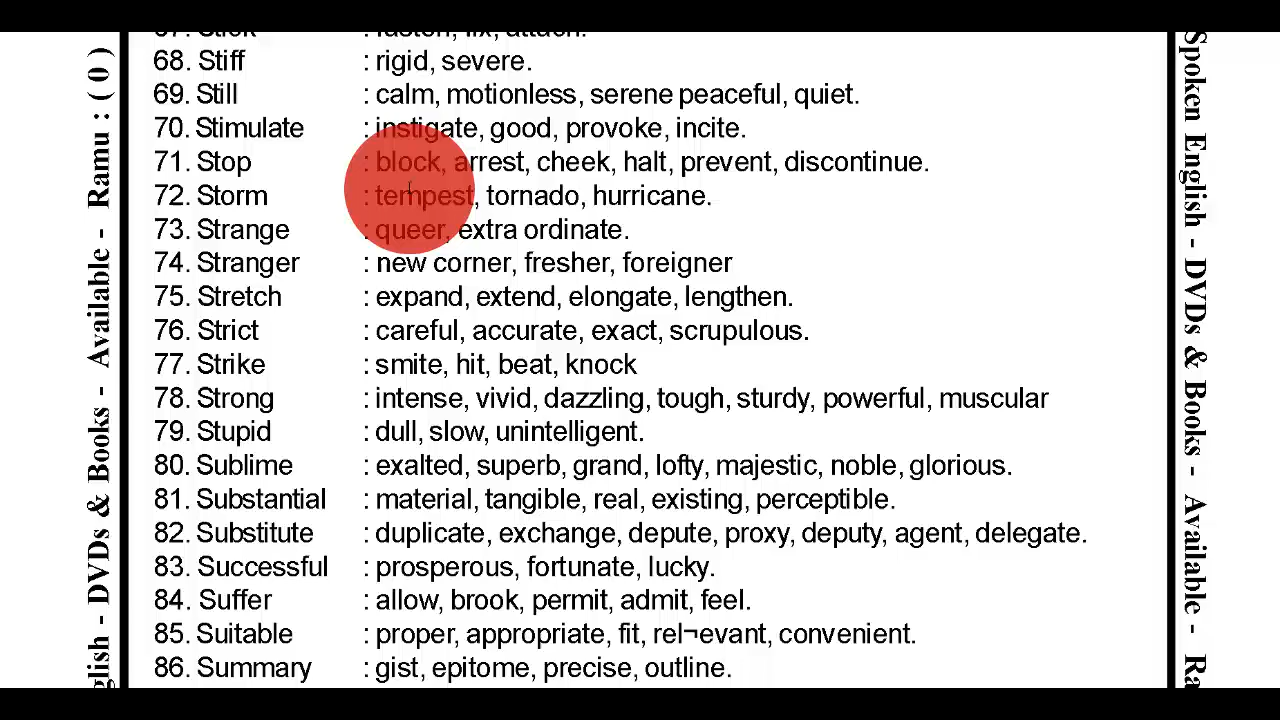 67. Stick : fasten, fix, attach.
68. Stiff : rigid, severe.
69. Still : calm, motionless, serene peaceful, quiet.
70. Stimulate : instigate, good, provoke, incite.
71. Stop : block, arrest, cheek, halt, prevent, discontinue.
72. Storm : tempest, tornado, hurricane.
73. Strange : queer, extra ordinate.
74. Stranger : new corner, fresher, foreigner
75. Stretch : expand, extend, elongate, lengthen.
76. Strict : careful, accurate, exact, scrupulous.
77. Strike : smite, hit, beat, knock
78. Strong : intense, vivid, dazzling, tough, sturdy, powerful, muscular
79. Stupid : dull, slow, unintelligent.
80. Sublime : exalted, superb, grand, lofty, majestic, noble, glorious.
81. Substantial : material, tangible, real, existing, perceptible.
82. Substitute : duplicate, exchange, depute, proxy, deputy, agent, delegate.
83. Successful : prosperous, fortunate, lucky.
84. Suffer : allow, brook, permit, admit, feel.
85. Suitable : proper, appropriate, fit, rel¬evant, convenient.
86. Summary : gist, epitome, precise, outline.
glish - DVDs & Books - Available - Ramu : ( 0 )
Spoken English - DVDs & Books - Available - Ra